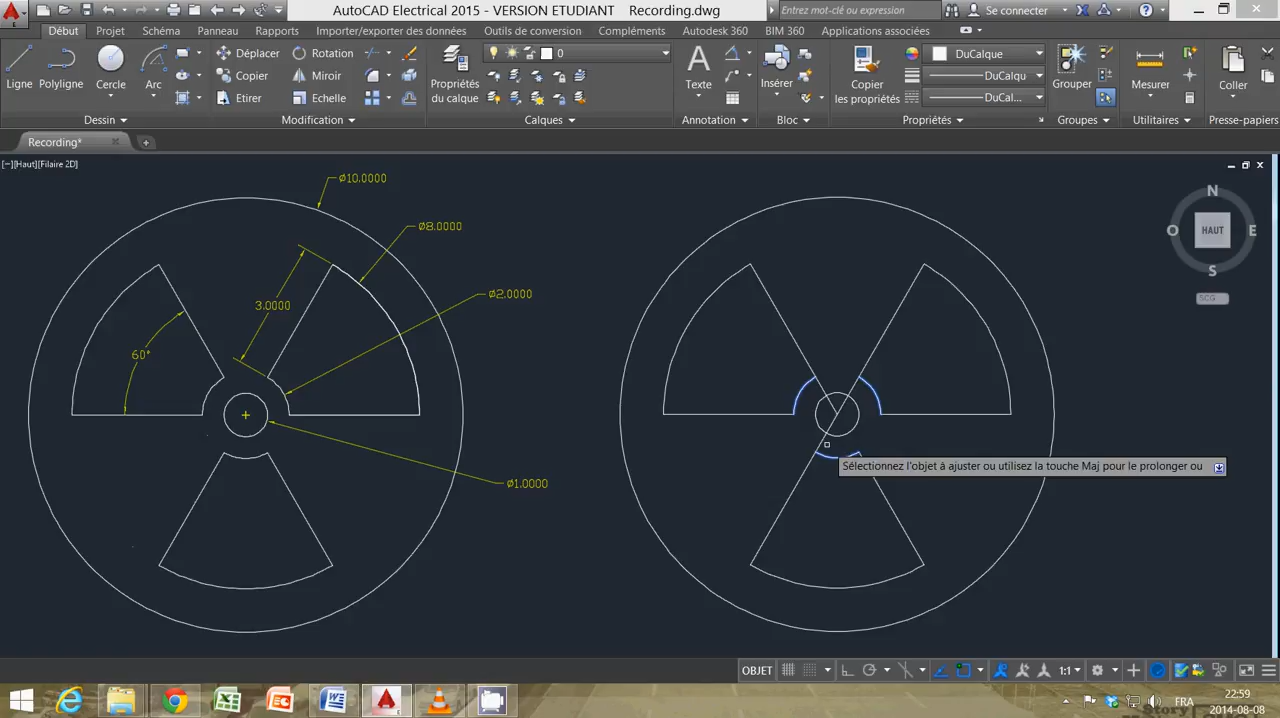 AutoCAD Electrical 2015 - VERSION ETUDIANT Recording.dwg
Entrez mot-clé ou expression
Se connecter
Début Projet Schéma Panneau Rapports Importer/exporter des données Outils de conversion Compléments Autodesk 360 BIM 360 Applications associées
Ligne Polyligne Cercle Arc
Déplacer Rotation
Copier Miroir
Etirer Echelle
Propriétés
du calque
0
Texte
Insérer
Copier
les propriétés
DuCalque
DuCalqu
DuCal...
Grouper
Mesurer
Coller
Dessin Modification Calques Annotation Bloc Propriétés Groupes Utilitaires Presse-papiers
Recording*
[−][Haut][Filaire 2D]
Ø10.0000
Ø8.0000
Ø2.0000
3.0000
60°
Ø1.0000
N
O HAUT E
S
SCG
Sélectionnez l'objet à ajuster ou utilisez la touche Maj pour le prolonger ou
OBJET
1:1
FR
22:59
2014-08-08